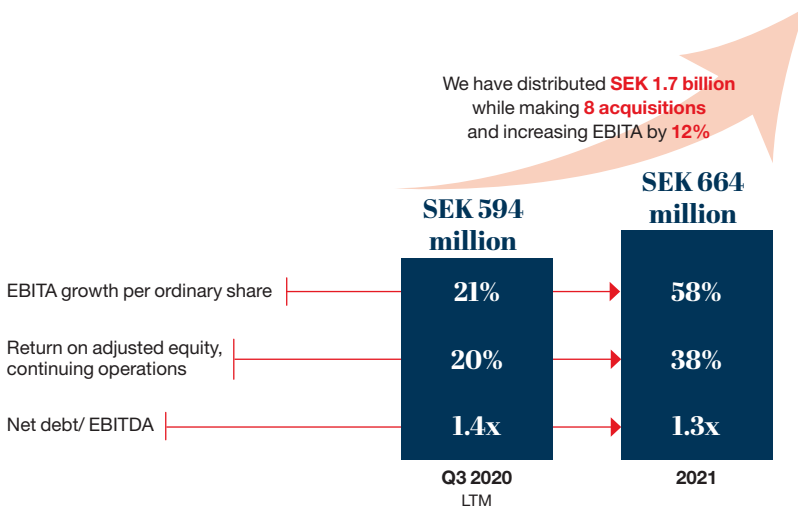 We have distributed SEK 1.7 billion
while making 8 acquisitions
and increasing EBITA by 12%
SEK 594
million
SEK 664
million
EBITA growth per ordinary share
21%
58%
Return on adjusted equity,
continuing operations
20%
38%
Net debt/ EBITDA
1.4x
1.3x
Q3 2020
LTM
2021